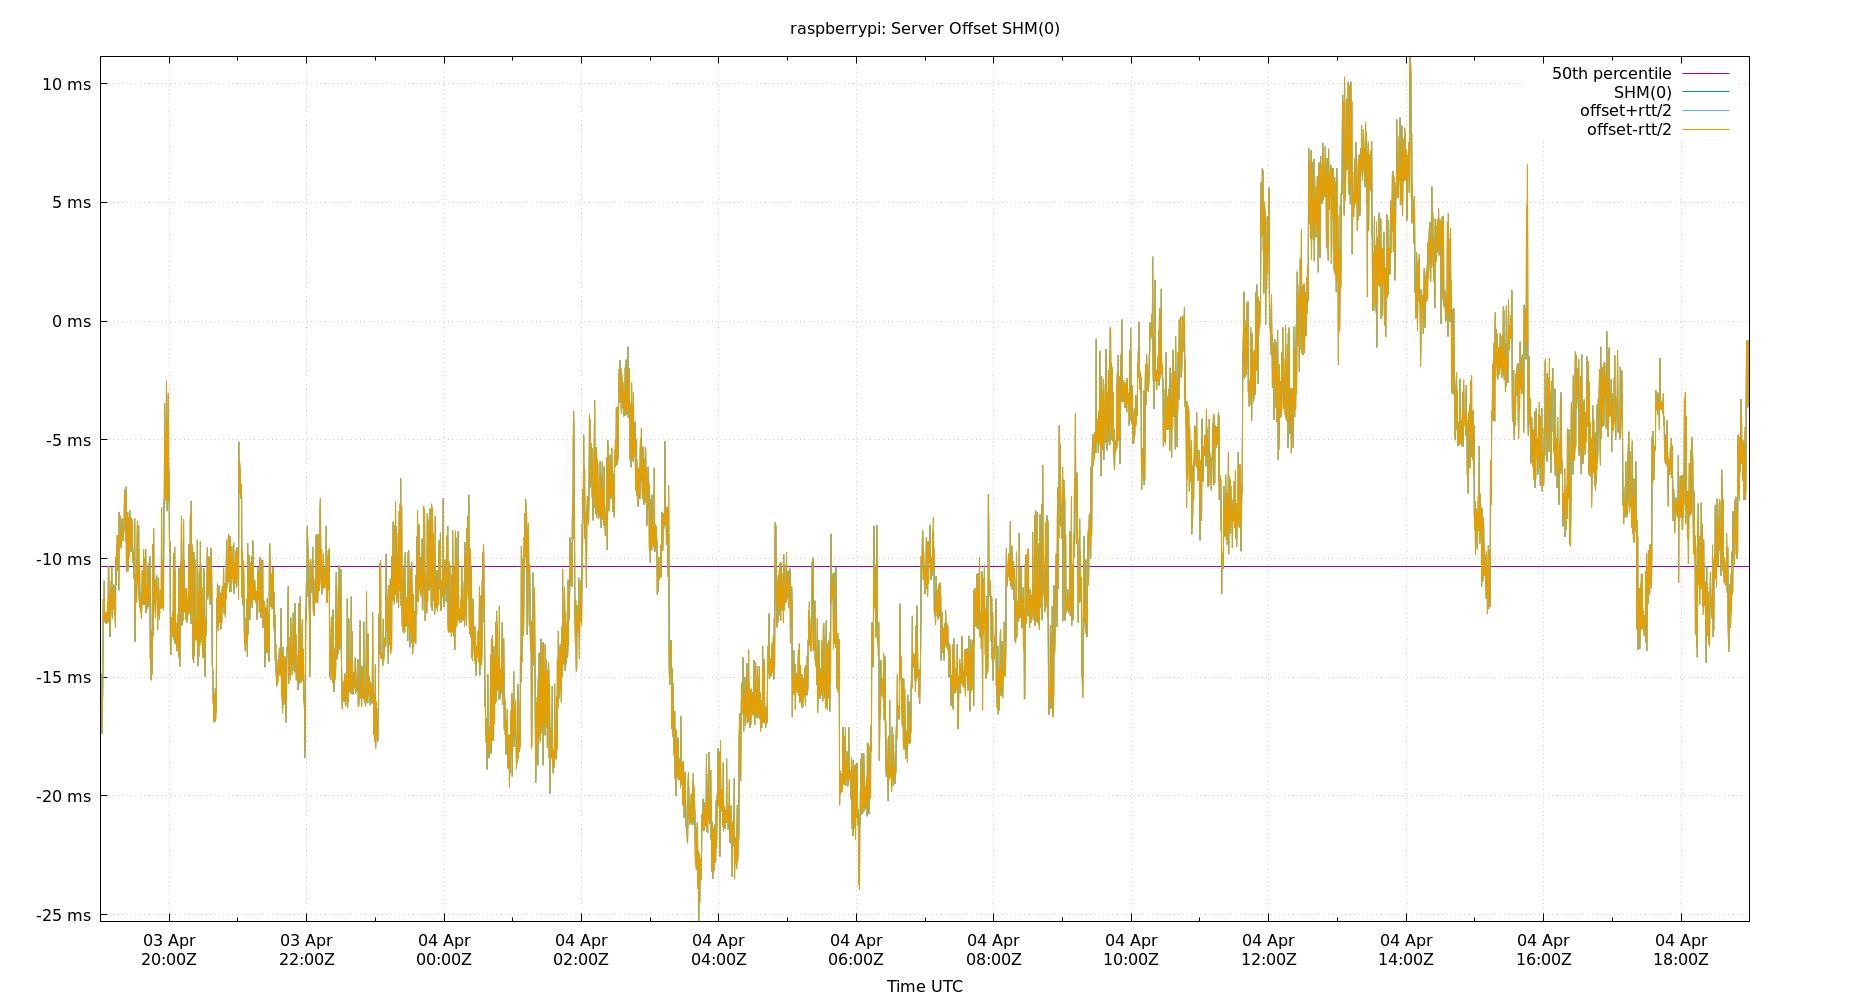 raspberrypi: Server Offset SHM(0)
50th percentile
SHM(0)
offset+rtt/2
offset-rtt/2
10 ms
5 ms
0 ms
-5 ms
-10 ms
-15 ms
-20 ms
-25 ms
03 Apr 03 Apr 04 Apr 04 Apr 04 Apr 04 Apr 04 Apr 04 Apr 04 Apr 04 Apr 04 Apr 04 Apr
20:00Z 22:00Z 00:00Z 02:00Z 04:00Z 06:00Z 08:00Z 10:00Z 12:00Z 14:00Z 16:00Z 18:00Z
Time UTC